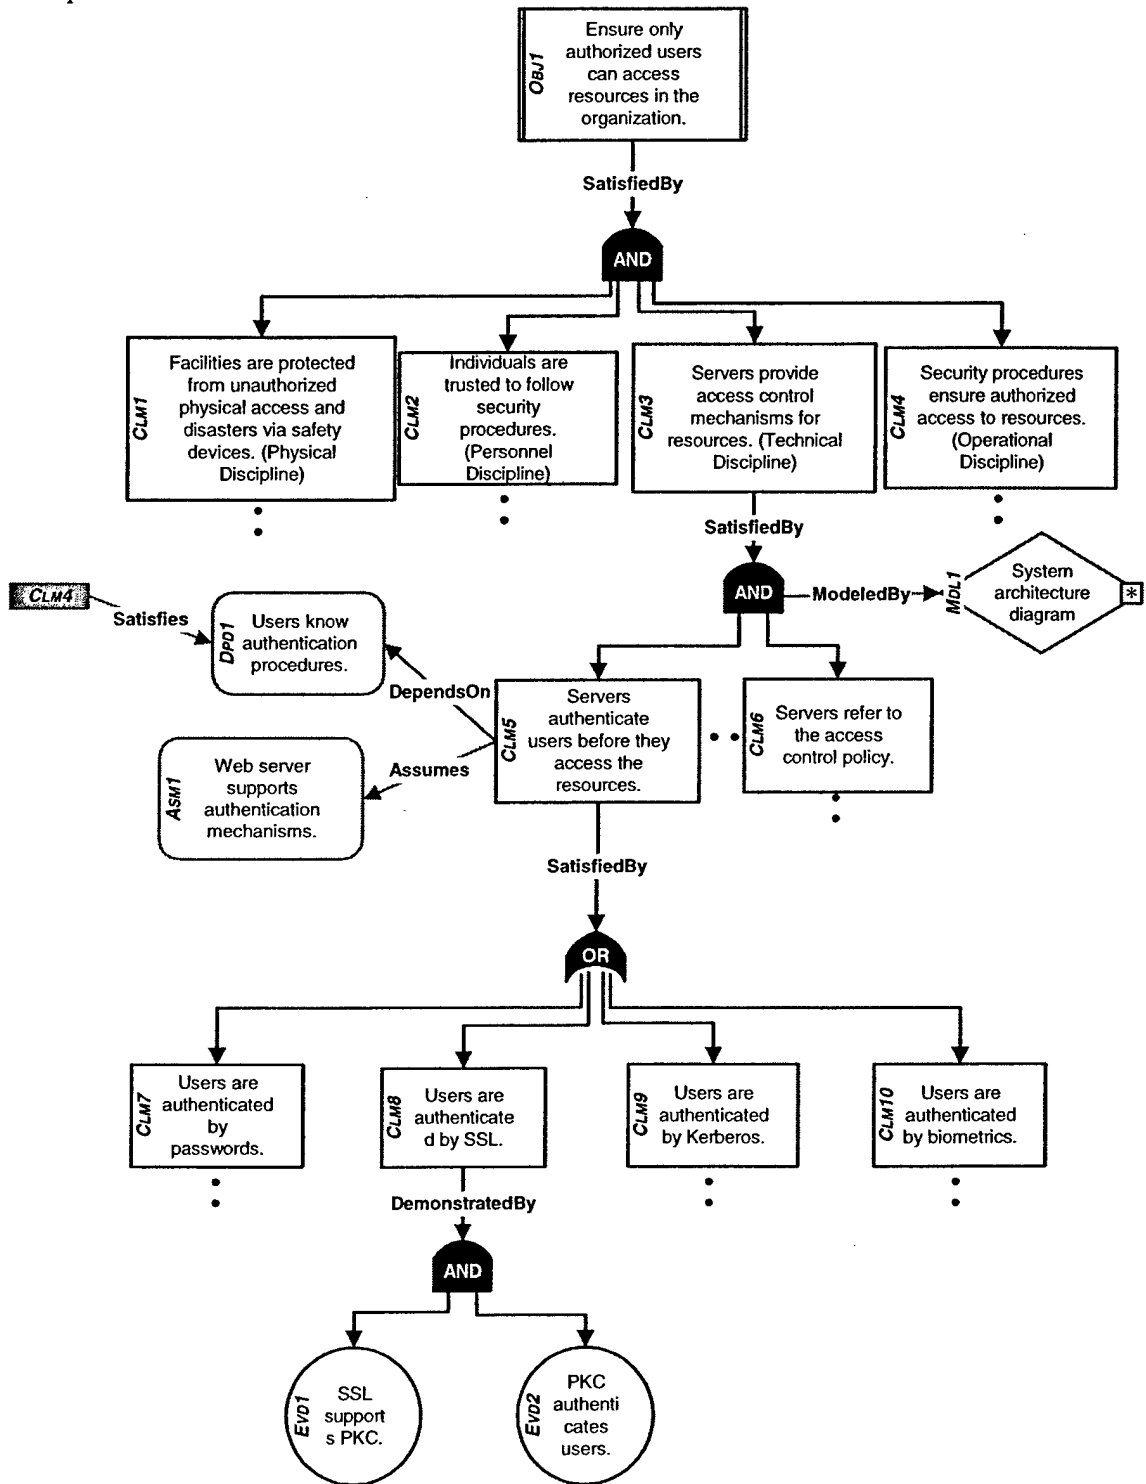 OBJ1
Ensure only
authorized users
can access
resources in the
organization.
SatisfiedBy
AND
CLM1
Facilities are protected
from unauthorized
physical access and
disasters via safety
devices. (Physical
Discipline)
CLM2
Individuals are
trusted to follow
security
procedures.
(Personnel
Discipline)
CLM3
Servers provide
access control
mechanisms for
resources. (Technical
Discipline)
CLM4
Security procedures
ensure authorized
access to resources.
(Operational
Discipline)
SatisfiedBy
AND
ModeledBy
MDL1
System
architecture
diagram
*
CLM4
Satisfies
DPD1
Users know
authentication
procedures.
DependsOn
ASM1
Web server
supports
authentication
mechanisms.
Assumes
CLM5
Servers
authenticate
users before they
access the
resources.
CLM6
Servers refer to
the access
control policy.
SatisfiedBy
OR
CLM7
Users are
authenticated
by
passwords.
CLM8
Users are
authenticate
d by SSL.
CLM9
Users are
authenticated
by Kerberos.
CLM10
Users are
authenticated
by biometrics.
DemonstratedBy
AND
EVD1
SSL
support
s PKC.
EVD2
PKC
authenti
cates
users.